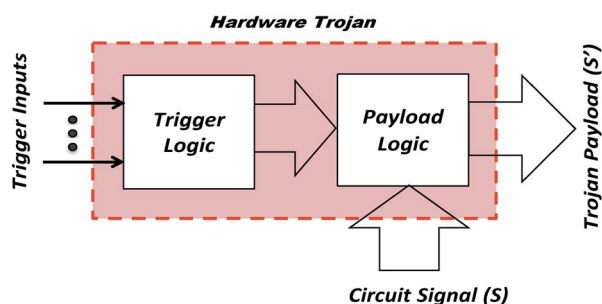 Hardware Trojan
Trigger Inputs
Trigger
Logic
Payload
Logic
Trojan Payload (S')
Circuit Signal (S)